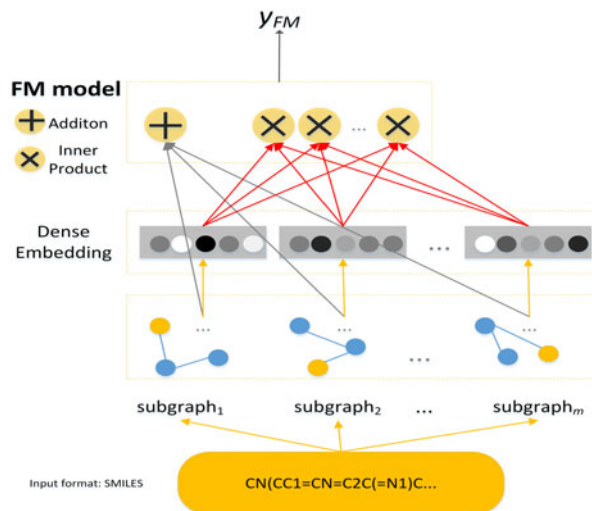 yFM
FM model
Additon
Inner
Product
...
Dense
Embedding
...
...
...
...
...
subgraph1
subgraph2
...
subgraphm
Input format: SMILES
CN(CC1=CN=C2C(=N1)C...